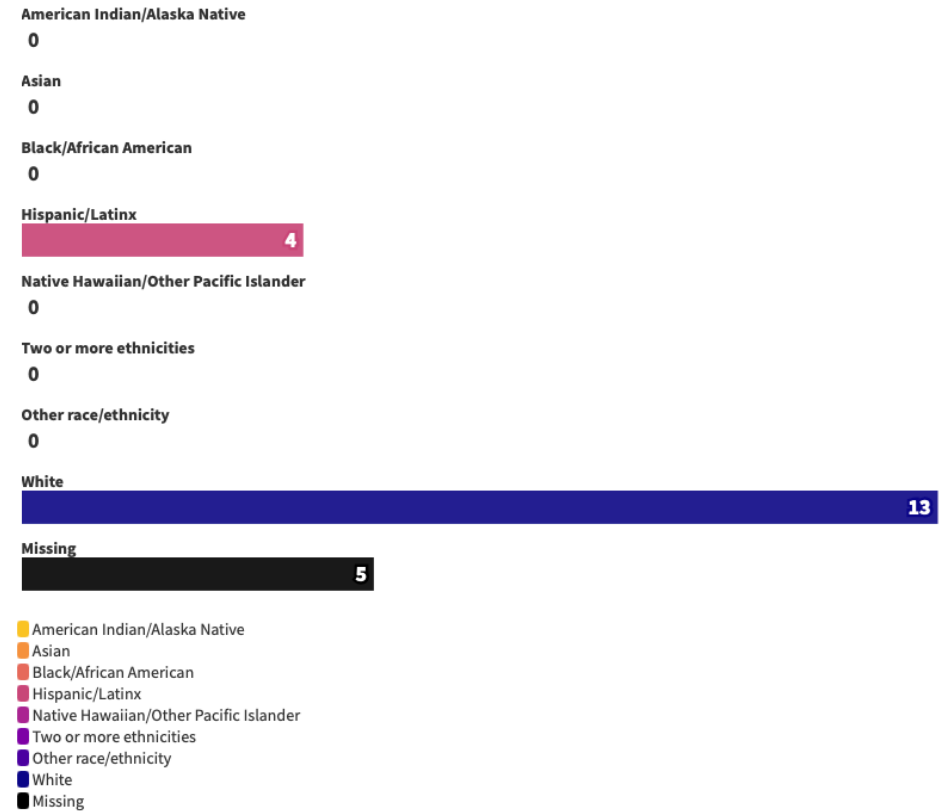 American Indian/Alaska Native
0
Asian
0
Black/African American
0
Hispanic/Latinx
4
Native Hawaiian/Other Pacific Islander
0
Two or more ethnicities
0
Other race/ethnicity
0
White
13
Missing
5
American Indian/Alaska Native
Asian
Black/African American
Hispanic/Latinx
Native Hawaiian/Other Pacific Islander
Two or more ethnicities
Other race/ethnicity
White
Missing